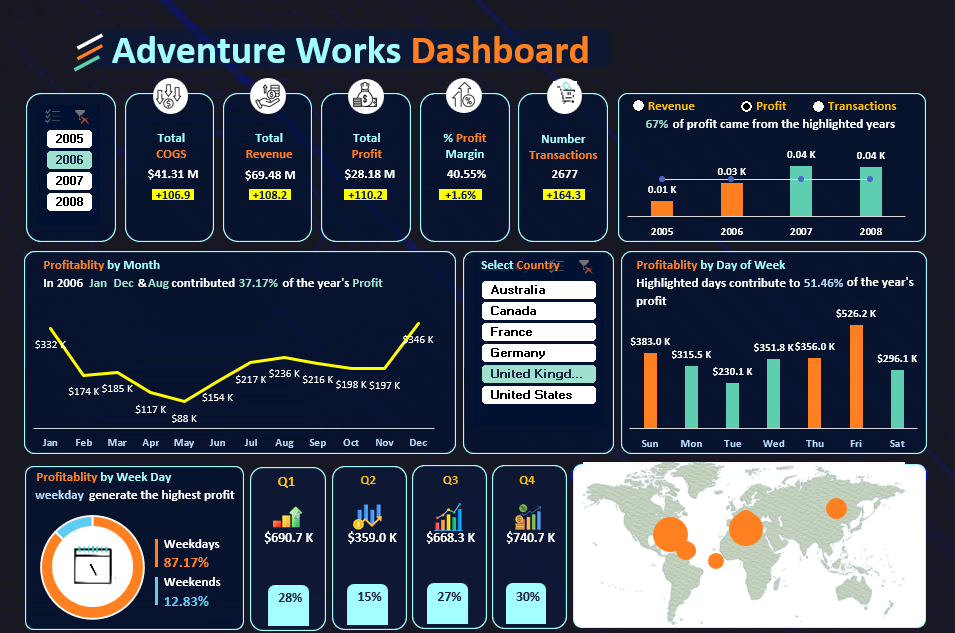 Adventure Works Dashboard
2005
2006
2007
2008
Total
COGS
$41.31 M
+106.9
Total
Revenue
$69.48 M
+108.2
Total
Profit
$28.18 M
+110.2
% Profit
Margin
40.55%
+1.6%
Number
Transactions
2677
+164.3
Revenue
Profit
Transactions
67% of profit came from the highlighted years
0.01 K
0.03 K
0.04 K
0.04 K
2005
2006
2007
2008
Profitablity by Month
In 2006 Jan Dec & Aug contributed 37.17% of the year's Profit
$332 K
$174 K
$185 K
$117 K
$88 K
$154 K
$217 K
$236 K
$216 K
$198 K
$197 K
$346 K
Jan
Feb
Mar
Apr
May
Jun
Jul
Aug
Sep
Oct
Nov
Dec
Select Country
Australia
Canada
France
Germany
United Kingd...
United States
Profitablity by Day of Week
Highlighted days contribute to 51.46% of the year's
profit
$383.0 K
$315.5 K
$230.1 K
$351.8 K
$356.0 K
$526.2 K
$296.1 K
Sun
Mon
Tue
Wed
Thu
Fri
Sat
Profitablity by Week Day
weekday generate the highest profit
Weekdays
87.17%
Weekends
12.83%
Q1
$690.7 K
28%
Q2
$359.0 K
15%
Q3
$668.3 K
27%
Q4
$740.7 K
30%